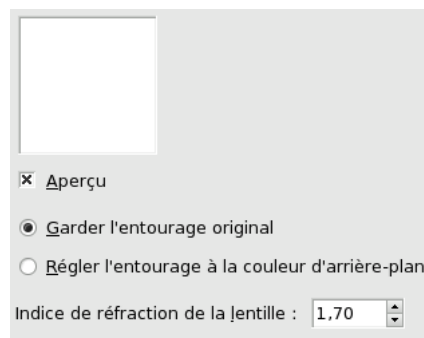 Aperçu
Garder l'entourage original
Régler l'entourage à la couleur d'arrière-plan
Indice de réfraction de la lentille : 1,70